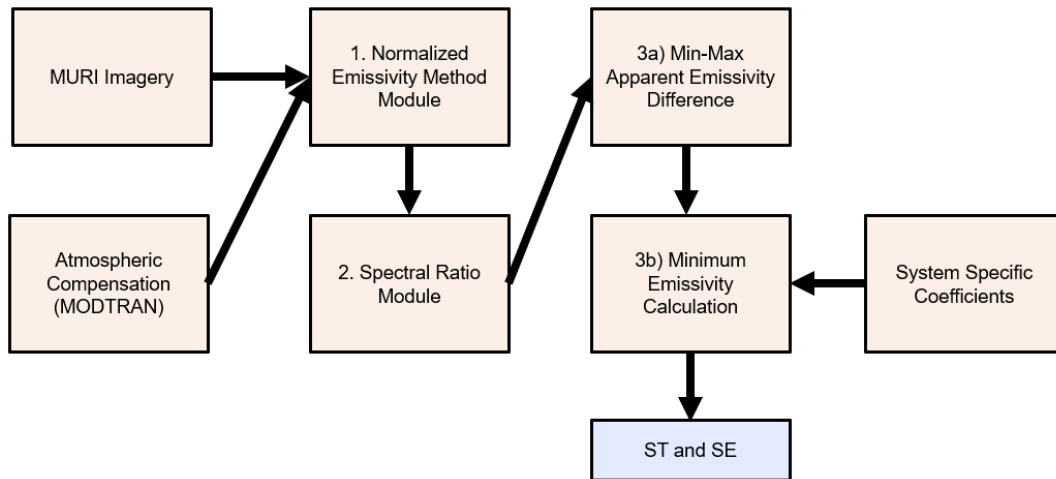 MURI Imagery
1. Normalized
Emissivity Method
Module
3a) Min-Max
Apparent Emissivity
Difference
Atmospheric
Compensation
(MODTRAN)
2. Spectral Ratio
Module
3b) Minimum
Emissivity
Calculation
System Specific
Coefficients
ST and SE